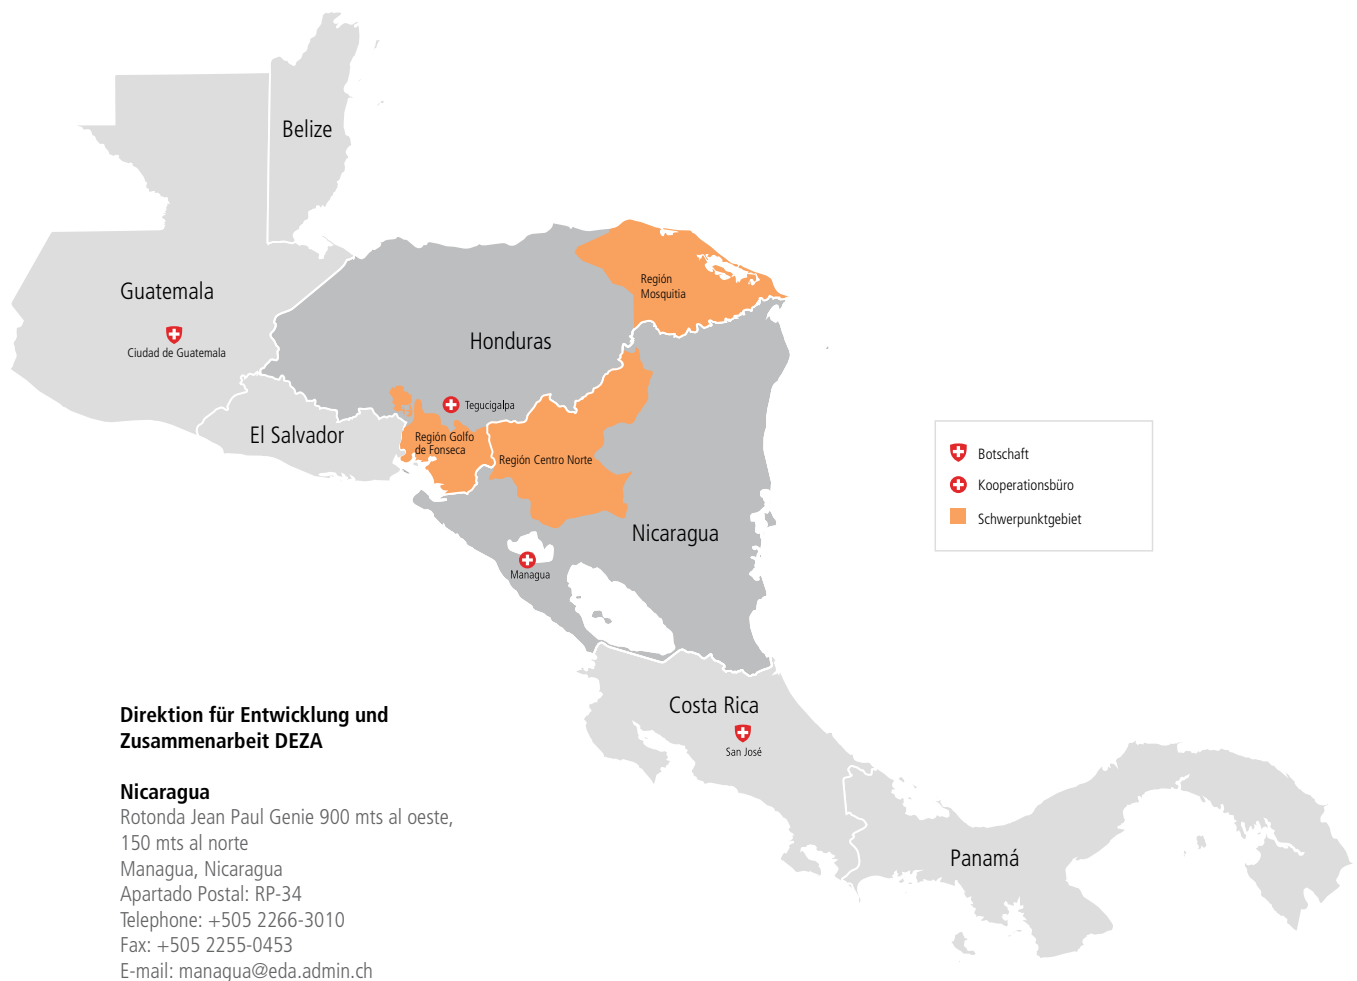 Belize
Guatemala
Ciudad de Guatemala
Región
Mosquitia
Honduras
Tegucigalpa
El Salvador
Región Golfo
de Fonseca
Región Centro Norte
Nicaragua
Managua
Botschaft
Kooperationsbüro
Schwerpunktgebiet
Costa Rica
San José
Panamá
Direktion für Entwicklung und
Zusammenarbeit DEZA
Nicaragua
Rotonda Jean Paul Genie 900 mts al oeste,
150 mts al norte
Managua, Nicaragua
Apartado Postal: RP-34
Telephone: +505 2266-3010
Fax: +505 2255-0453
E-mail: managua@eda.admin.ch